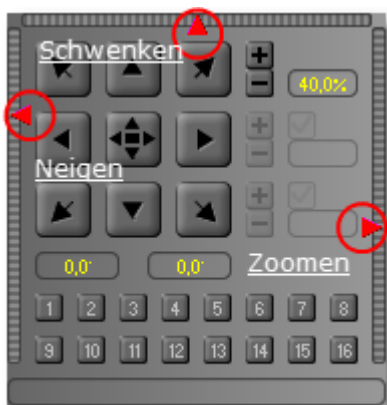 Schwenken
+
-
40,0%
+
-
Neigen
+
-
0,0° 0,0° Zoomen
1 2 3 4 5 6 7 8
9 10 11 12 13 14 15 16